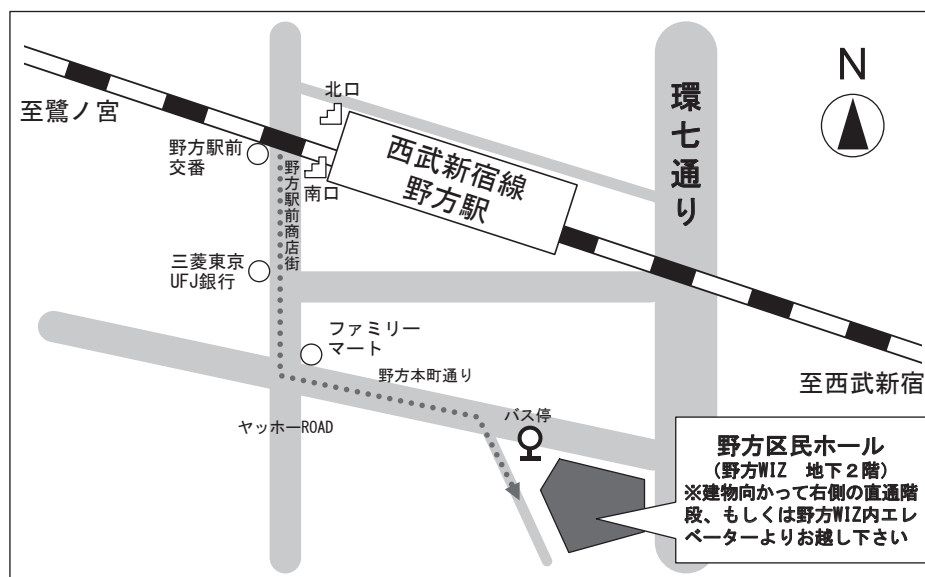 北口
N
至鷺ノ宮
環七通り
野方駅前
交番
西武新宿線
野方駅
南口
野方駅前商店街
三菱東京
UFJ銀行
ファミリー
マート
野方本町通り
至西武新宿
ヤッホーROAD
バス停
野方区民ホール
(野方WIZ　地下2階)
※建物向かって右側の直通階
段、もしくは野方WIZ内エレ
ベーターよりお越し下さい